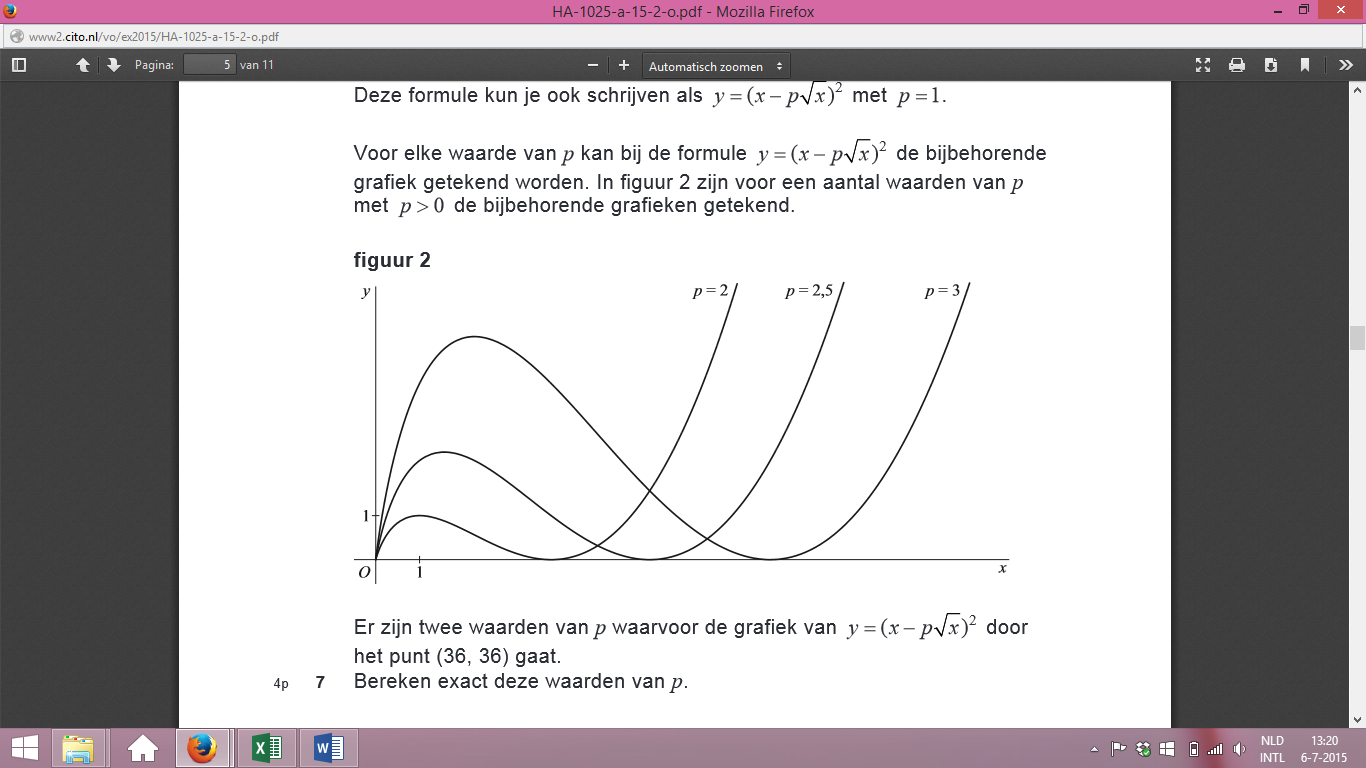 HA-1025-a-15-2-o.pdf - Mozilla Firefox
www2.cito.nl/vo/ex2015/HA-1025-a-15-2-o.pdf
Pagina: 5 van 11
Automatisch zoomen
Deze formule kun je ook schrijven als y = (x − p√x)² met p = 1.
Voor elke waarde van p kan bij de formule y = (x − p√x)² de bijbehorende
grafiek getekend worden. In figuur 2 zijn voor een aantal waarden van p
met p > 0 de bijbehorende grafieken getekend.
figuur 2
y p = 2 p = 2,5 p = 3
1
O 1 x
Er zijn twee waarden van p waarvoor de grafiek van y = (x − p√x)² door
het punt (36, 36) gaat.
4p 7 Bereken exact deze waarden van p.
NLD 13:20
INTL 6-7-2015